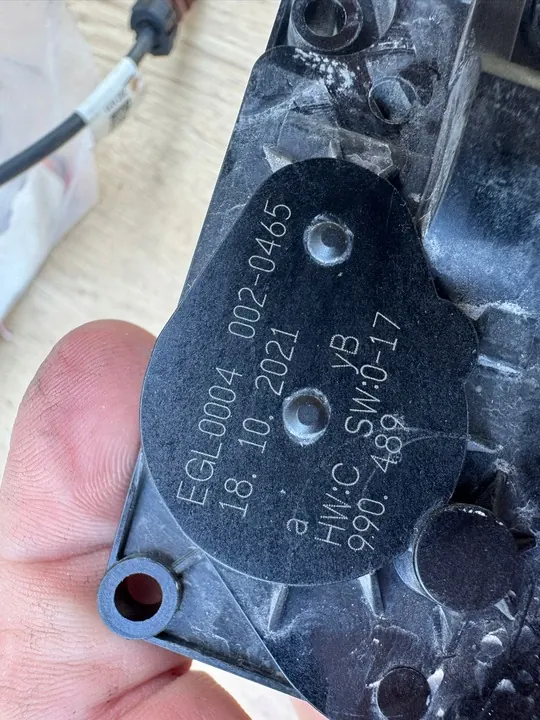 EGL0004 002-0465
18.10.2021
a yB
HW:C SW:0-17
990.489